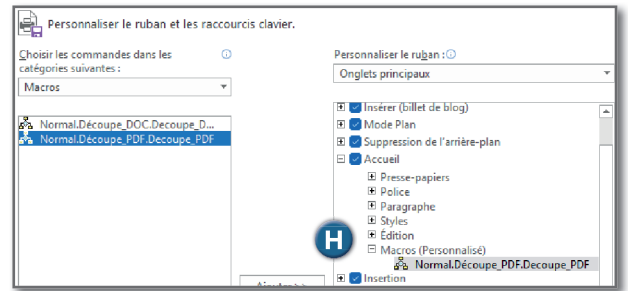 Personnaliser le ruban et les raccourcis clavier.
Choisir les commandes dans les
catégories suivantes :
Macros
Normal.Découpe_DOC.Decoupe_D...
Normal.Découpe_PDF.Decoupe_PDF
Personnaliser le ruban :
Onglets principaux
Insérer (billet de blog)
Mode Plan
Suppression de l'arrière-plan
Accueil
Presse-papiers
Police
Paragraphe
Styles
Édition
H
Macros (Personnalisé)
Normal.Découpe_PDF.Decoupe_PDF
Insertion
Ajouter >>